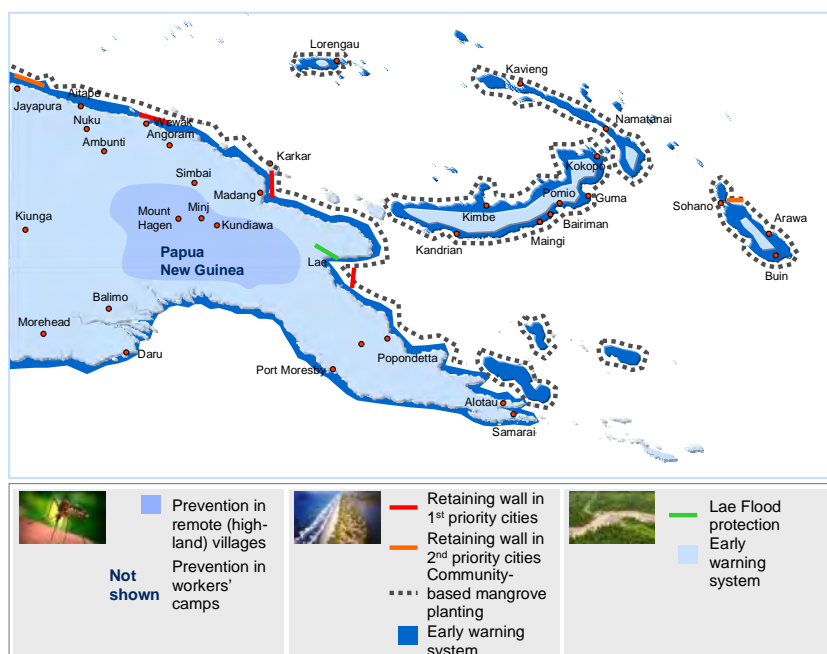 Lorengau
Kavieng
Jayapura
Aitape
Nuku
Wewak
Angoram
Ambunti
Namatanai
Karkar
Simbai
Madang
Kokopo
Pomio
Guma
Kimbe
Bairiman
Maingi
Kandrian
Sohano
Arawa
Buin
Kiunga
Mount
Hagen
Minj
Kundiawa
Papua
New Guinea
Lae
Balimo
Morehead
Daru
Popondetta
Port Moresby
Alotau
Samarai
Prevention in
remote (high-
land) villages
Not
shown
Prevention in
workers'
camps
Retaining wall in
1st priority cities
Retaining wall in
2nd priority cities
Community-
based mangrove
planting
Early warning
system
Lae Flood
protection
Early
warning
system